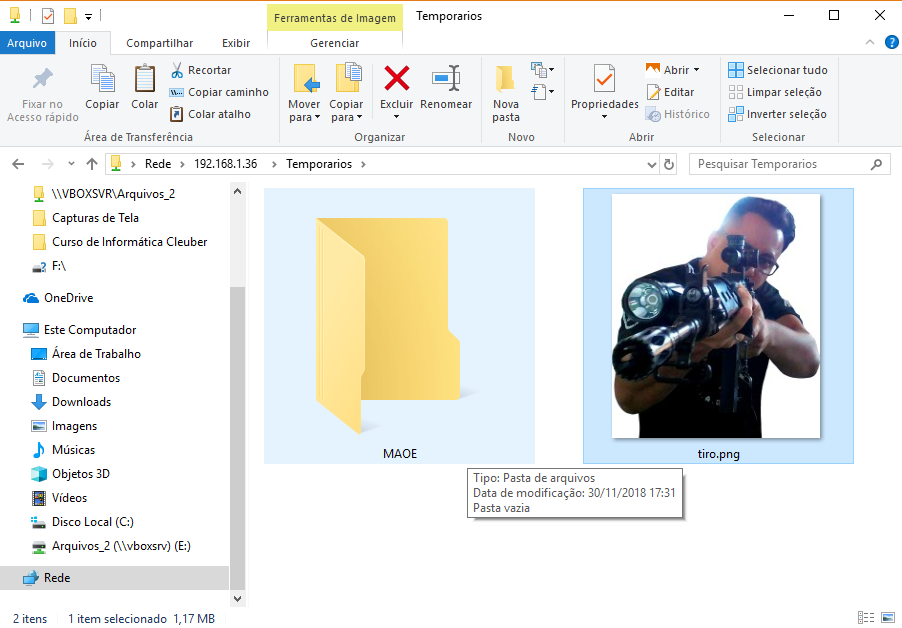 Ferramentas de Imagem
Temporarios
Arquivo
Início
Compartilhar
Exibir
Gerenciar
Fixar no
Acesso rápido
Copiar
Colar
Recortar
Copiar caminho
Colar atalho
Mover
para
Copiar
para
Excluir
Renomear
Nova
pasta
Propriedades
Abrir
Editar
Histórico
Selecionar tudo
Limpar seleção
Inverter seleção
Área de Transferência
Organizar
Novo
Abrir
Selecionar
Rede > 192.168.1.36 > Temporarios >
Pesquisar Temporarios
\\VBOXSVR\Arquivos_2
Capturas de Tela
Curso de Informática Cleuber
F:\
OneDrive
Este Computador
Área de Trabalho
Documentos
Downloads
Imagens
Músicas
Objetos 3D
Vídeos
Disco Local (C:)
Arquivos_2 (\\vboxsrv) (E:)
Rede
MAOE
tiro.png
Tipo: Pasta de arquivos
Data de modificação: 30/11/2018 17:31
Pasta vazia
2 itens
1 item selecionado 1,17 MB